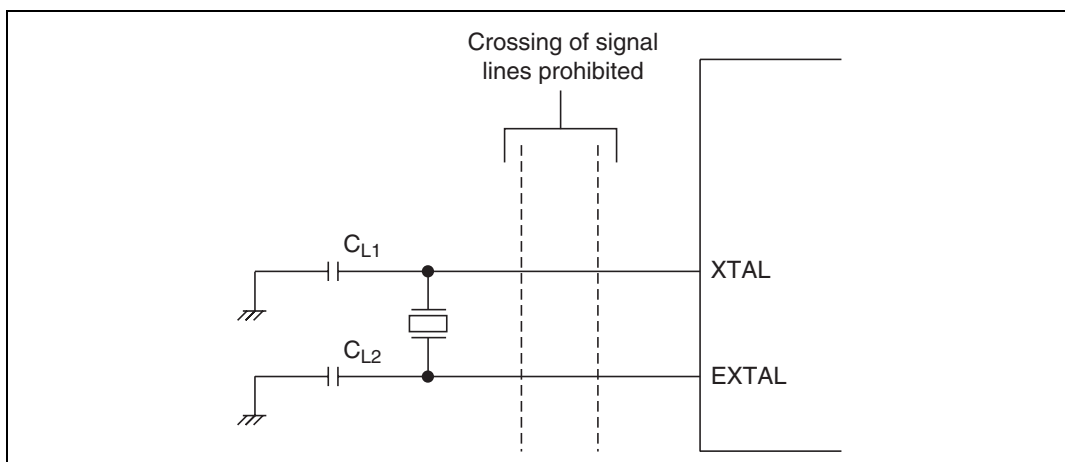 Crossing of signal
lines prohibited
CL1
XTAL
CL2
EXTAL